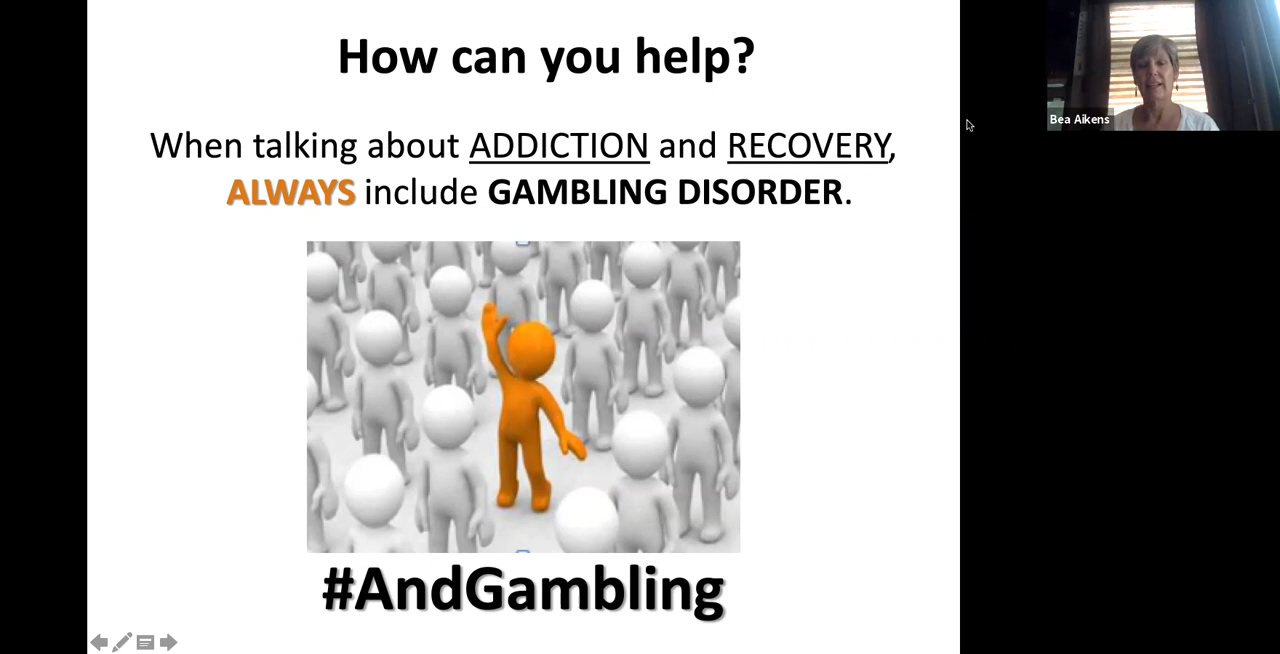 How can you help?
When talking about ADDICTION and RECOVERY,
ALWAYS include GAMBLING DISORDER.
#AndGambling
Bea Aikens